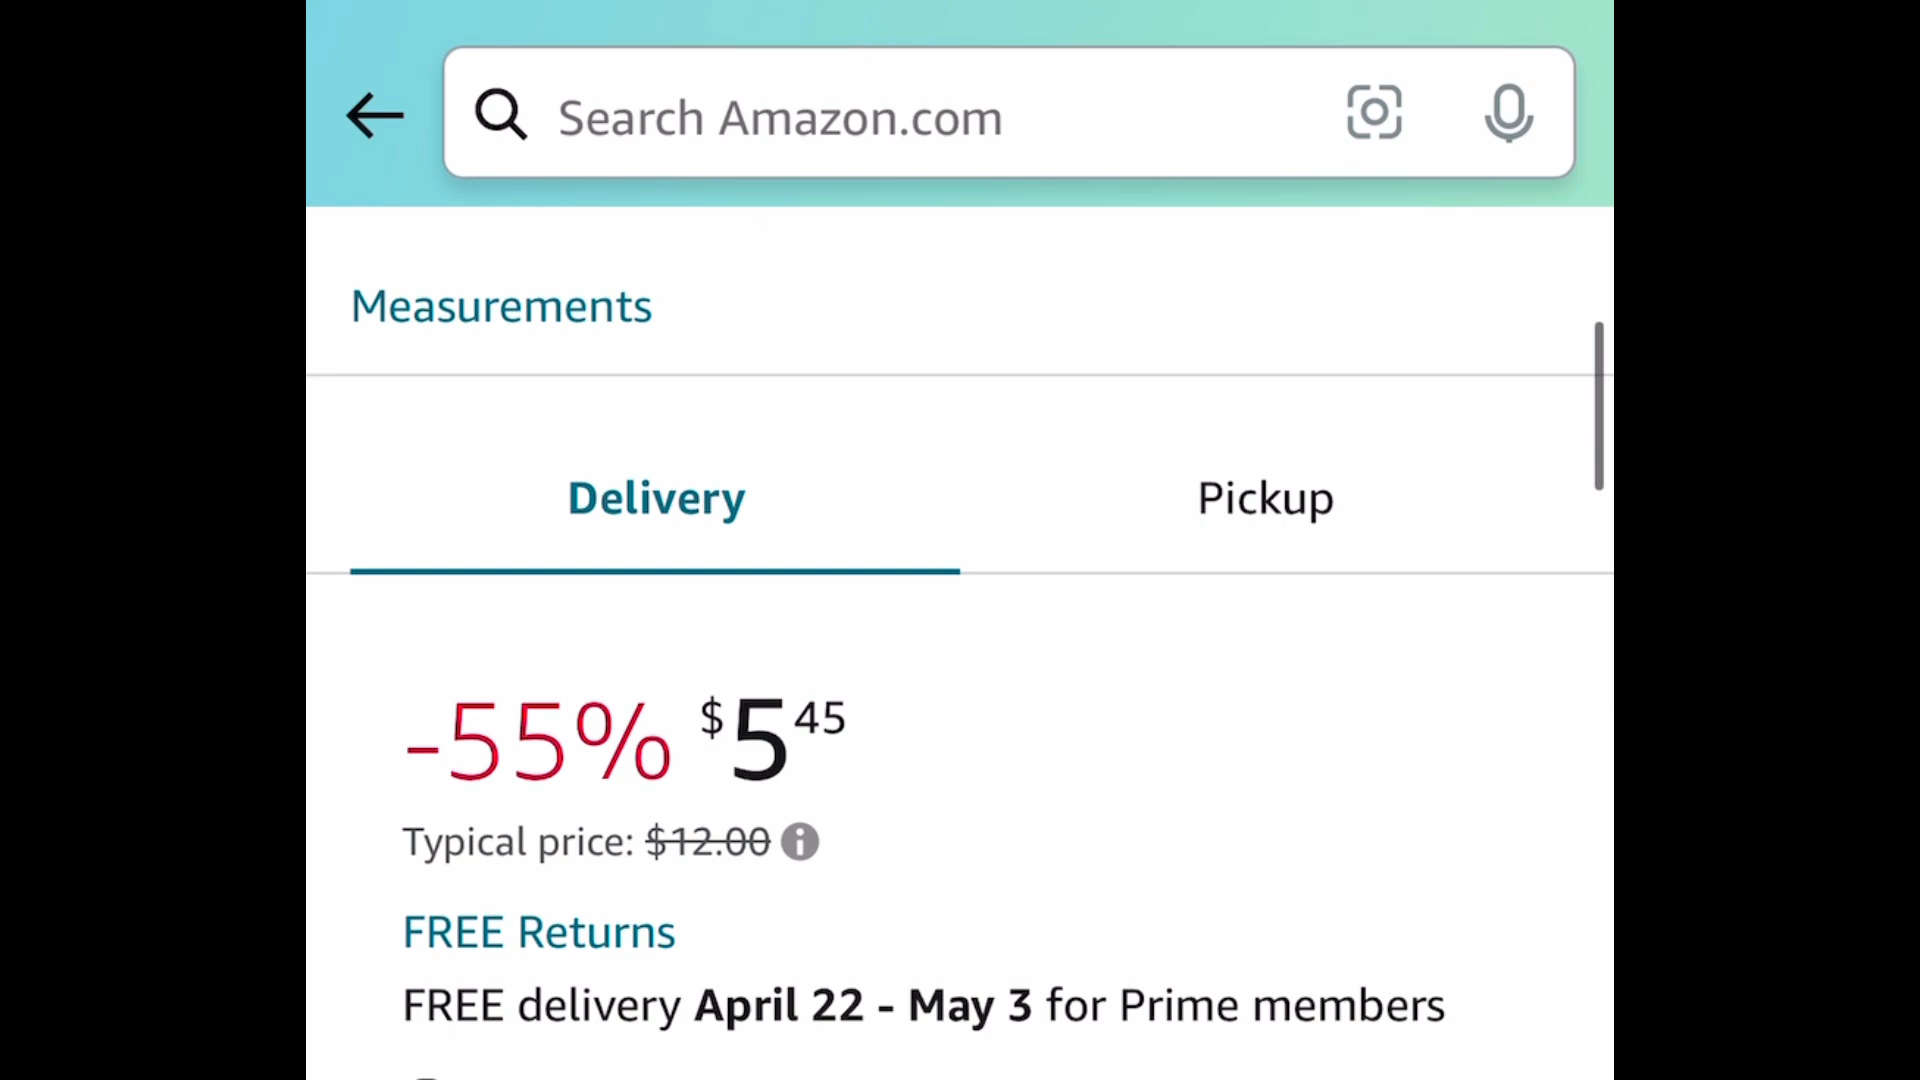 Search Amazon.com
Measurements
Delivery Pickup
-55% $5 45
Typical price: $12.00
FREE Returns
FREE delivery April 22 - May 3 for Prime members